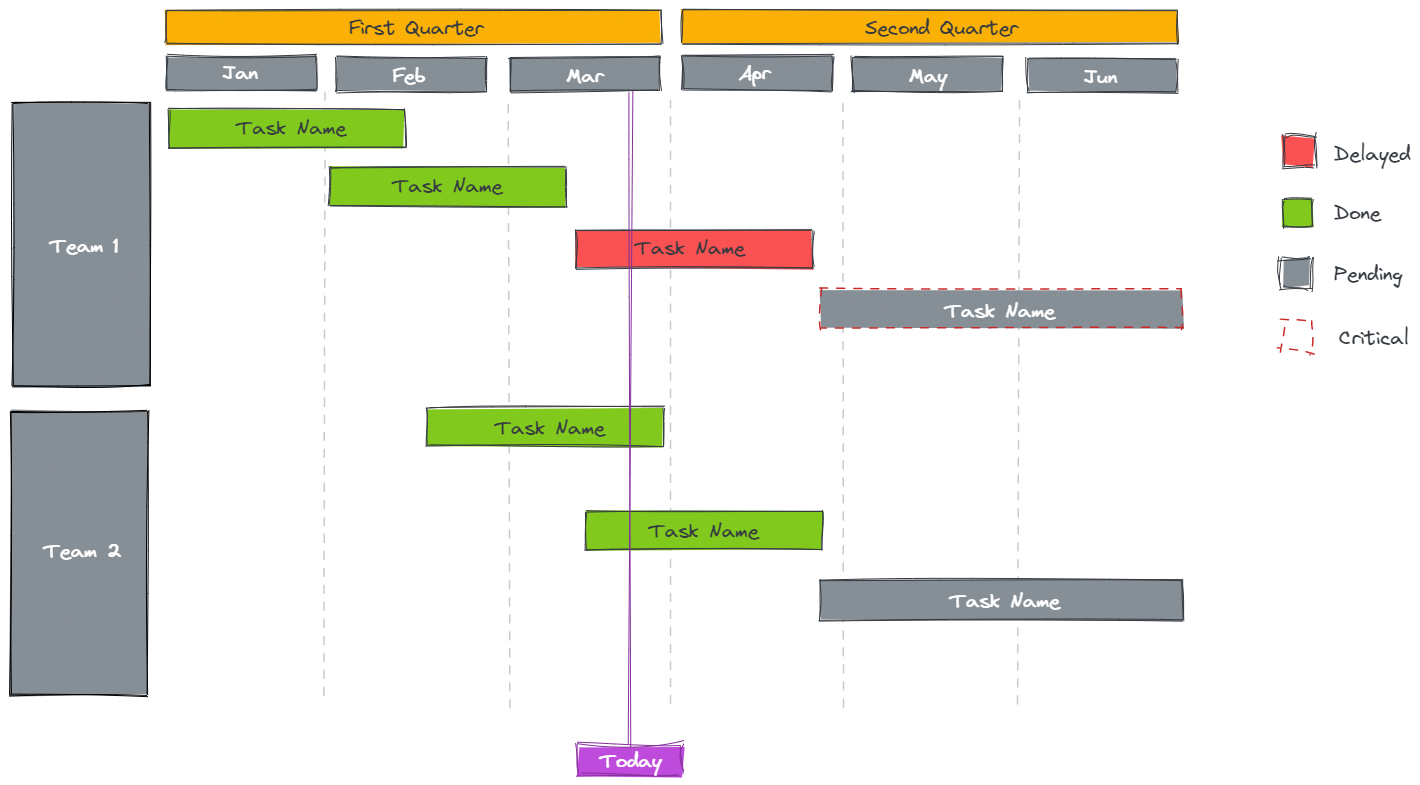 First Quarter
Second Quarter
Jan
Feb
Mar
Apr
May
Jun
Team 1
Task Name
Task Name
Task Name
Task Name
Team 2
Task Name
Task Name
Task Name
Today
Delayed
Done
Pending
Critical